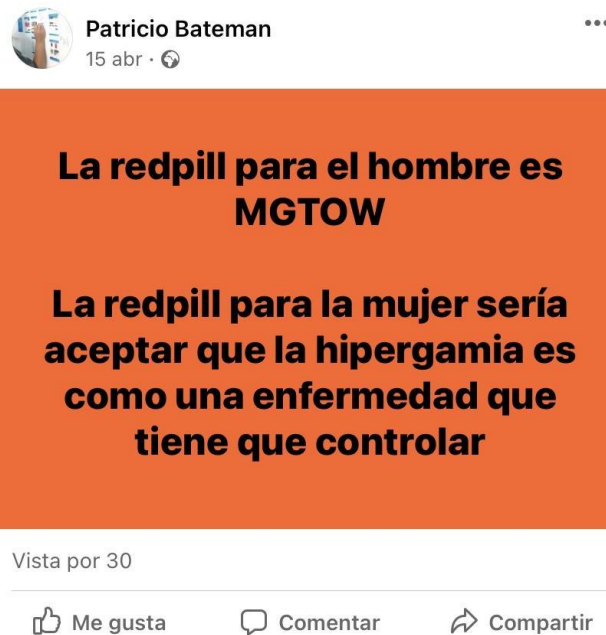 Patricio Bateman
15 abr ·
La redpill para el hombre es
MGTOW
La redpill para la mujer sería
aceptar que la hipergamia es
como una enfermedad que
tiene que controlar
Vista por 30
Me gusta
Comentar
Compartir